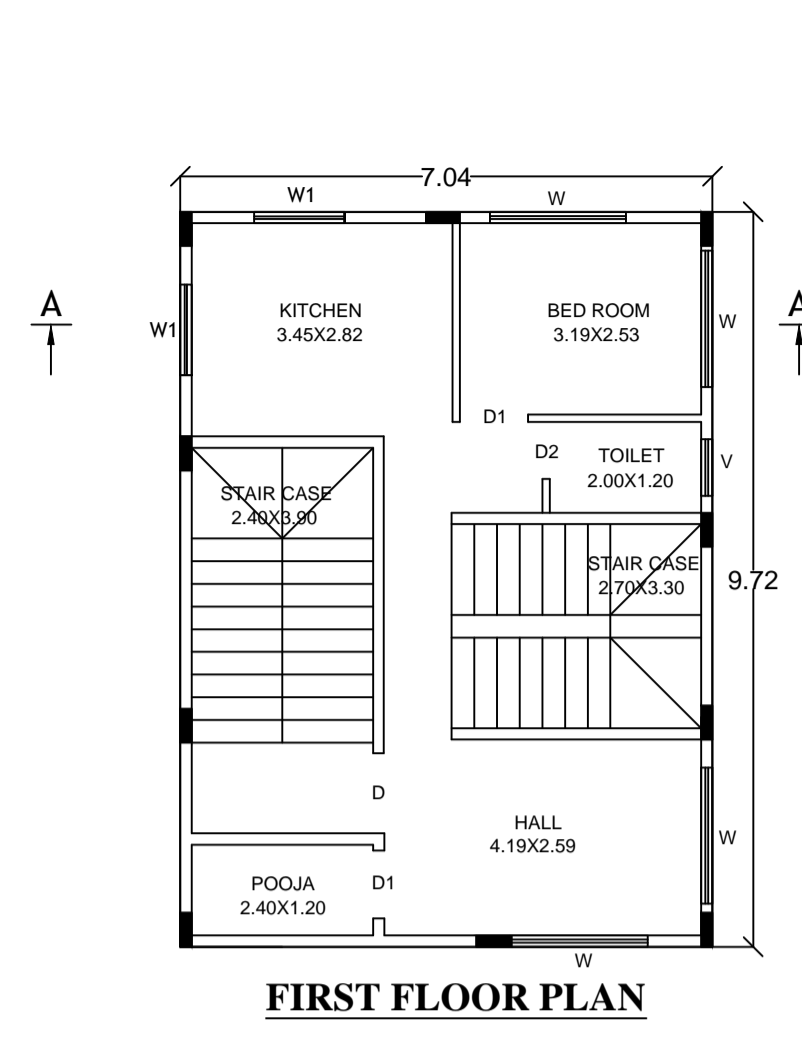 7.04
W1
W
A
A
KITCHEN
3.45X2.82
BED ROOM
3.19X2.53
W1
W
D1
D2
TOILET
2.00X1.20
V
STAIR CASE
2.40X3.90
STAIR CASE
2.70X3.30
9.72
D
HALL
4.19X2.59
W
POOJA
2.40X1.20
D1
W
FIRST FLOOR PLAN